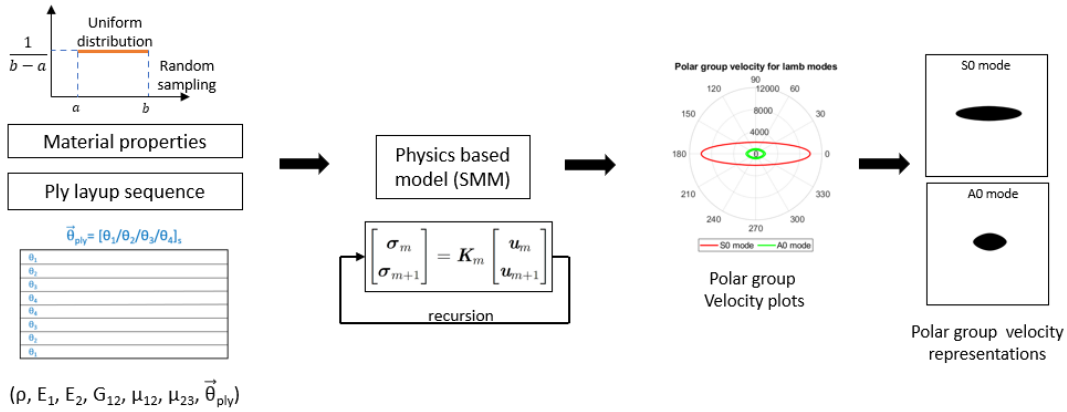 Uniform
distribution
1
b − a
Random
sampling
a
b
Material properties
Ply layup sequence
θ⃗ply= [θ1/θ2/θ3/θ4]s
θ1
θ2
θ3
θ4
θ4
θ3
θ2
θ1
(ρ, E1, E2, G12, μ12, μ23, θ⃗ply)
Physics based
model (SMM)
[σm σm+1] = Km [um um+1]
recursion
Polar group velocity for lamb modes
90
120
12000
60
150
8000
30
4000
180
0
0
210
330
240
300
270
S0 mode
A0 mode
Polar group
Velocity plots
S0 mode
A0 mode
Polar group velocity
representations